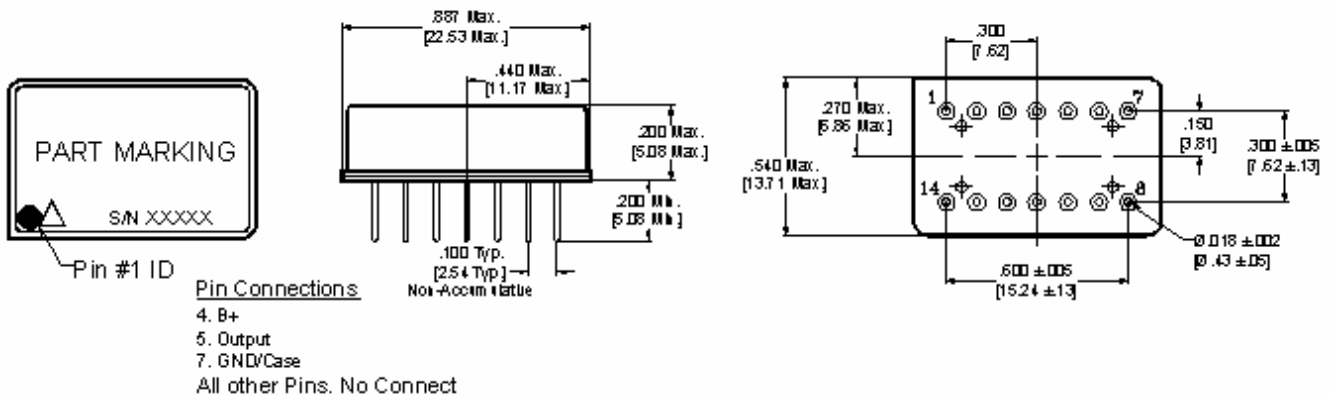 PART MARKING
S/N XXXXX
Pin #1 ID
.887 Max.
[22.53 Max.]
.440 Max.
[11.17 Max.]
.200 Max.
[5.08 Max.]
.200 Min.
[5.08 Min.]
.100 Typ.
[2.54 Typ.]
Non-Accumulative
.300
[7.62]
.270 Max.
[6.86 Max.]
.540 Max.
[13.71 Max.]
1
7
14
8
.150
[3.81]
.300 ±.005
[7.62 ±.13]
Ø.018 ±.002
[Ø.43 ±.05]
.600 ±.005
[15.24 ±.13]
Pin Connections
4. B+
5. Output
7. GND/Case
All other Pins. No Connect